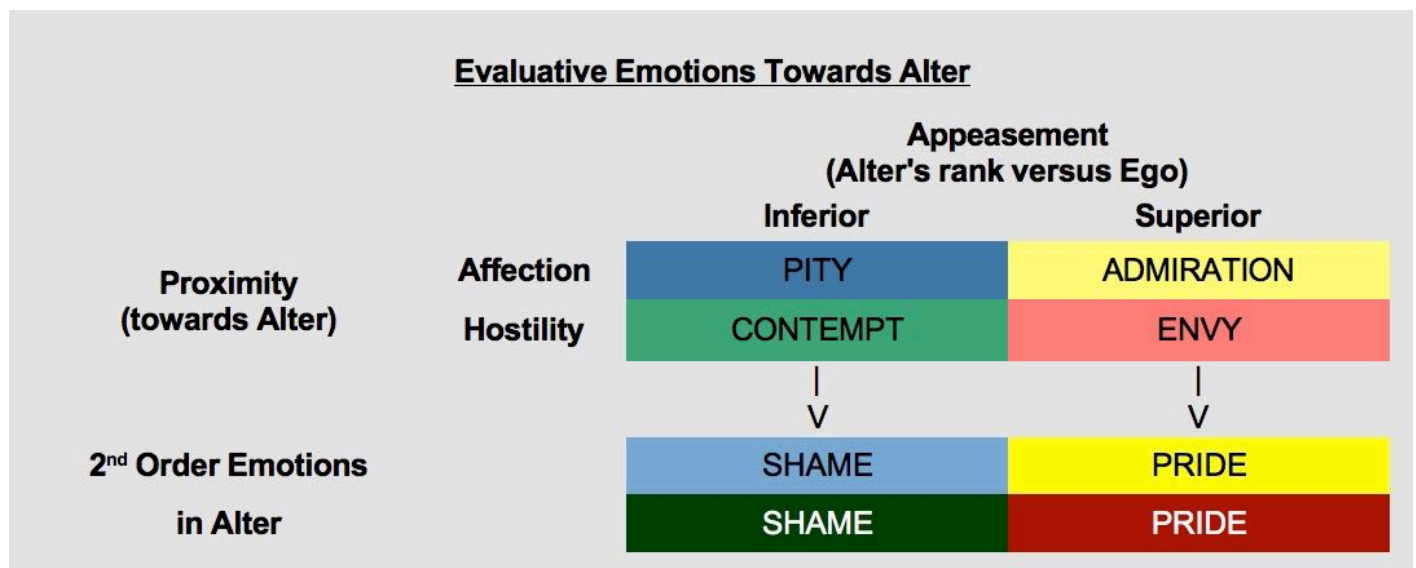 Evaluative Emotions Towards Alter
Appeasement
(Alter's rank versus Ego)
Inferior Superior
Proximity
(towards Alter)
Affection PITY ADMIRATION
Hostility CONTEMPT ENVY
| |
V V
2nd Order Emotions
in Alter
SHAME PRIDE
SHAME PRIDE